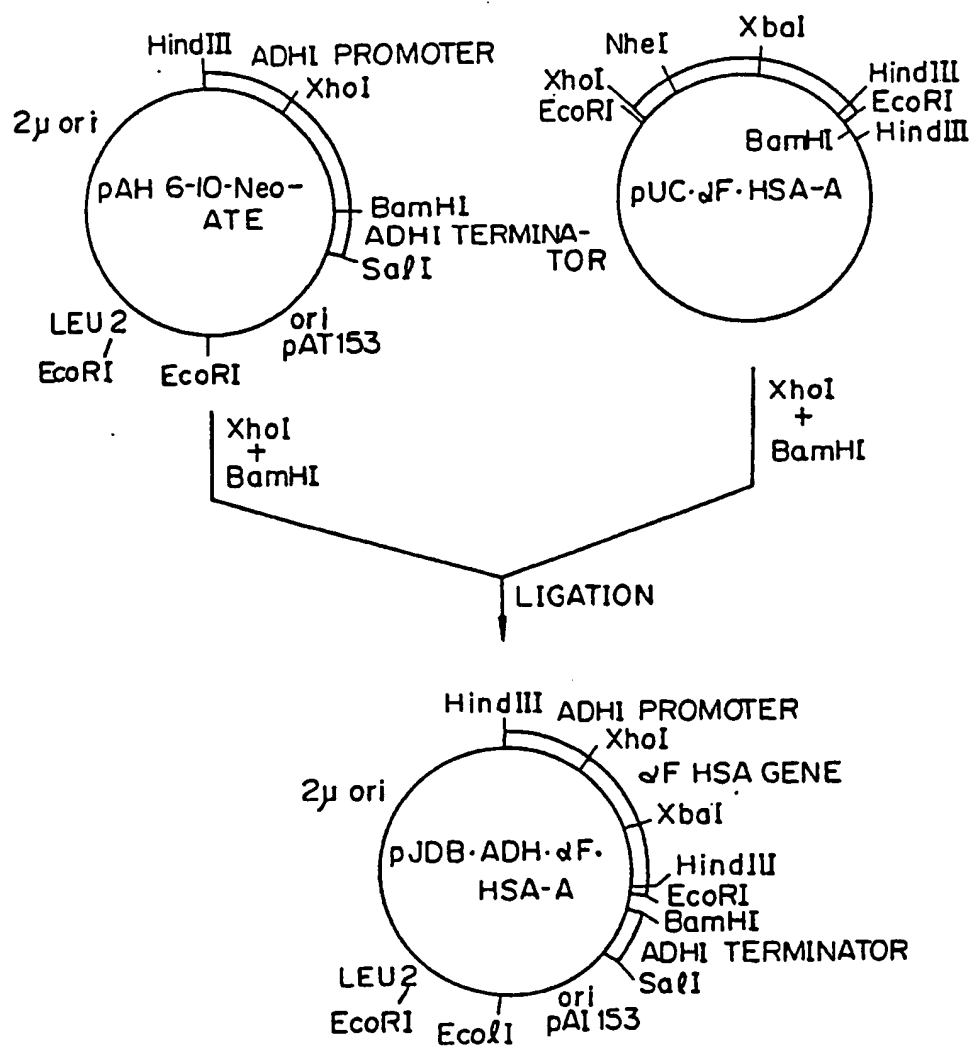 HindIII
ADHI PROMOTER
XhoI
2μ ori
pAH 6-10-Neo-
ATE
BamHI
ADHI TERMINA-
TOR
SalI
LEU2
EcoRI
EcoRI
ori
pAT153
XhoI
+
BamHI
XbaI
NheI
XhoI
EcoRI
HindIII
EcoRI
BamHI
HindIII
pUC·αF·HSA-A
XhoI
+
BamHI
LIGATION
HindIII
ADHI PROMOTER
XhoI
αF HSA GENE
2μ ori
XbaI
pJDB·ADH·αF·
HSA-A
HindIII
EcoRI
BamHI
ADHI TERMINATOR
SalI
LEU2
EcoRI
EcolI
ori
pAI153